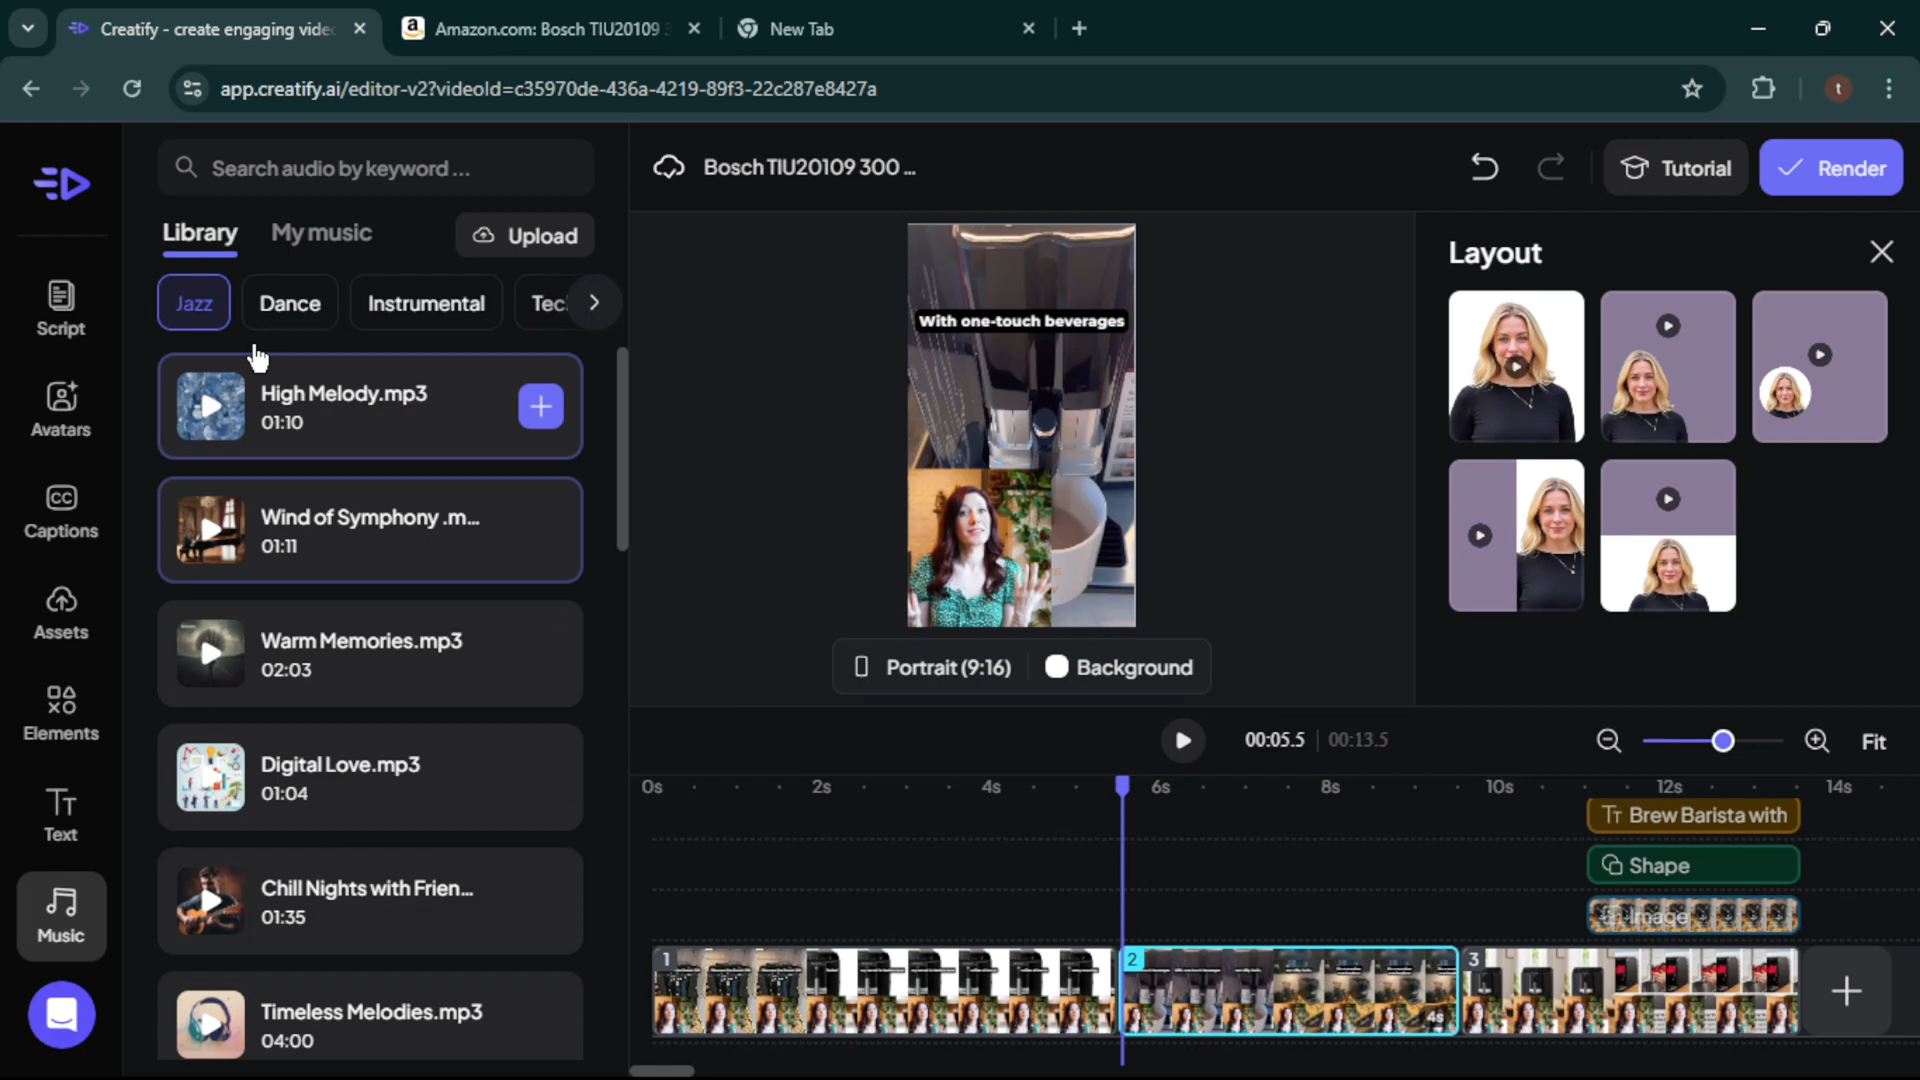 Creatify - create engaging vide
Amazon.com: Bosch TIU20109
New Tab
app.creatify.ai/editor-v2?videoId=c35970de-436a-4219-89f3-22c287e8427a
t
Script
Avatars
CC
Captions
Assets
Elements
Text
Music
Search audio by keyword ...
Library
My music
Upload
Jazz
Dance
Instrumental
Tec
High Melody.mp3
01:10
Wind of Symphony .m...
01:11
Warm Memories.mp3
02:03
Digital Love.mp3
01:04
Chill Nights with Frien...
01:35
Timeless Melodies.mp3
04:00
Bosch TIU20109 300 ...
Tutorial
Render
With one-touch beverages
Portrait (9:16)
Background
Layout
00:05.5
00:13.5
Fit
0s
2s
4s
6s
8s
10s
12s
14s
Brew Barista with
Shape
Image
1
2
4s
3